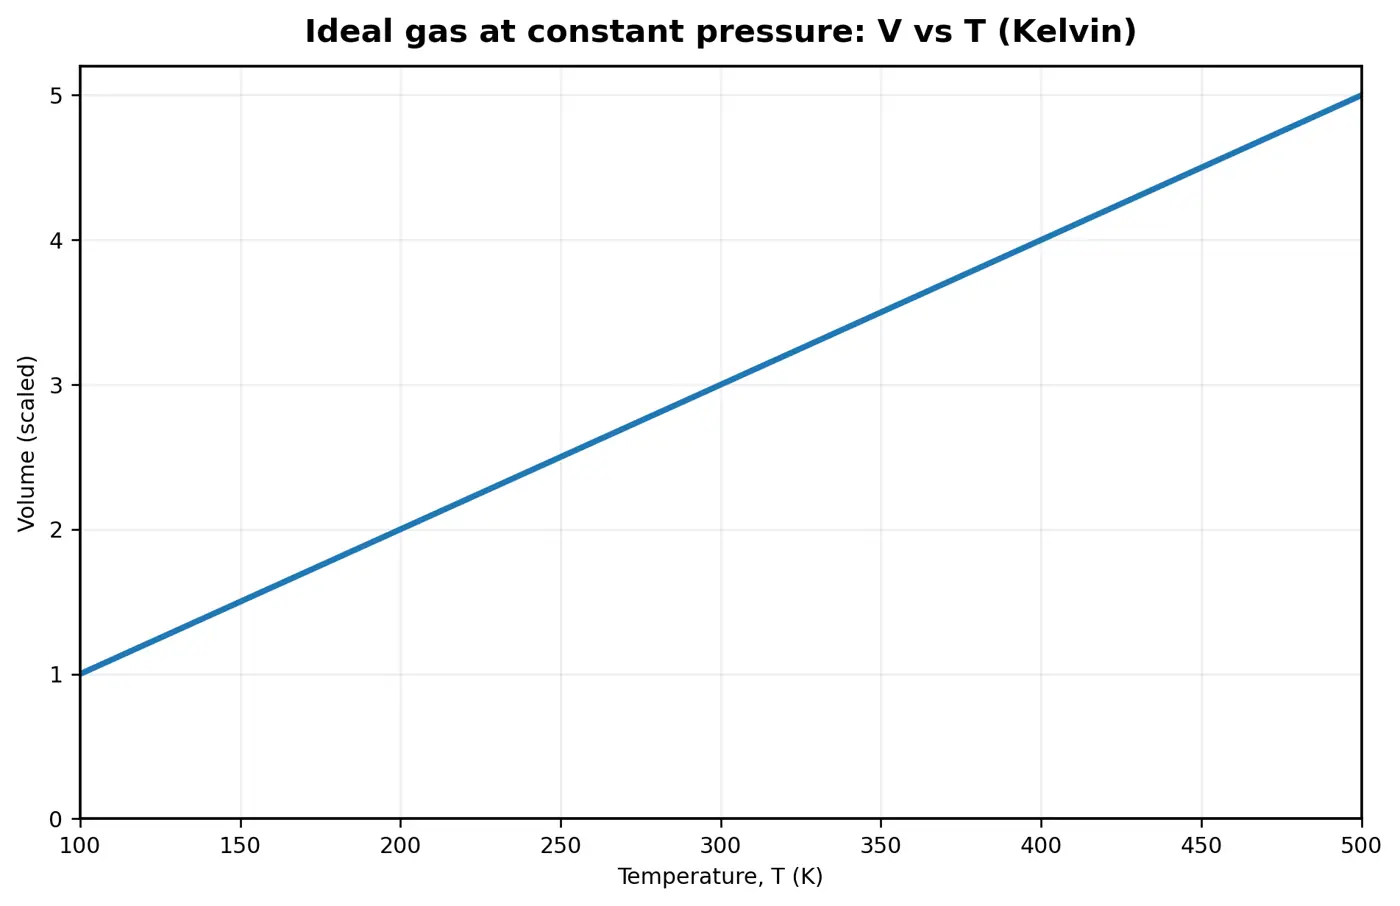 Ideal gas at constant pressure: V vs T (Kelvin)
Volume (scaled)
5
4
3
2
1
0
100 150 200 250 300 350 400 450 500
Temperature, T (K)